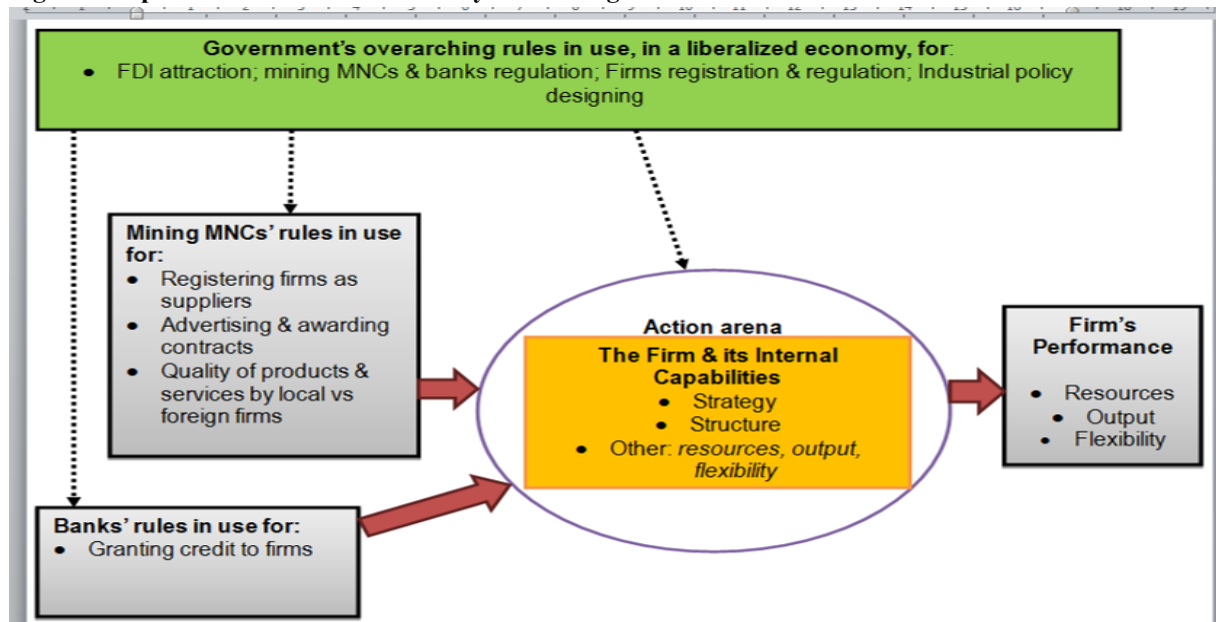 Government's overarching rules in use, in a liberalized economy, for:
● FDI attraction; mining MNCs & banks regulation; Firms registration & regulation; Industrial policy
designing
Mining MNCs' rules in use
for:
● Registering firms as
suppliers
● Advertising & awarding
contracts
● Quality of products &
services by local vs
foreign firms
Banks' rules in use for:
● Granting credit to firms
Action arena
The Firm & its Internal
Capabilities
● Strategy
● Structure
● Other: resources, output,
flexibility
Firm's
Performance
● Resources
● Output
● Flexibility